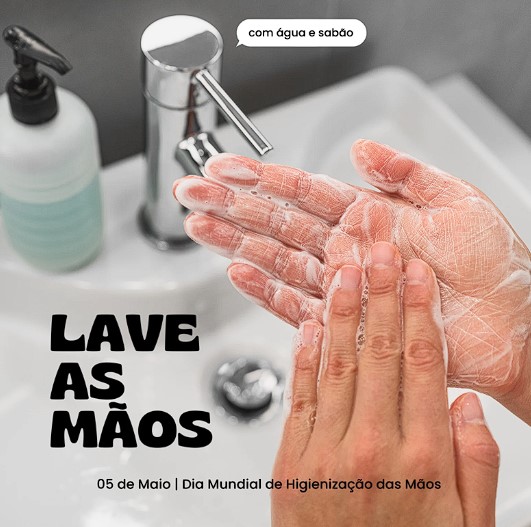 com água e sabão
LAVE
AS
MÃOS
05 de Maio | Dia Mundial de Higienização das Mãos